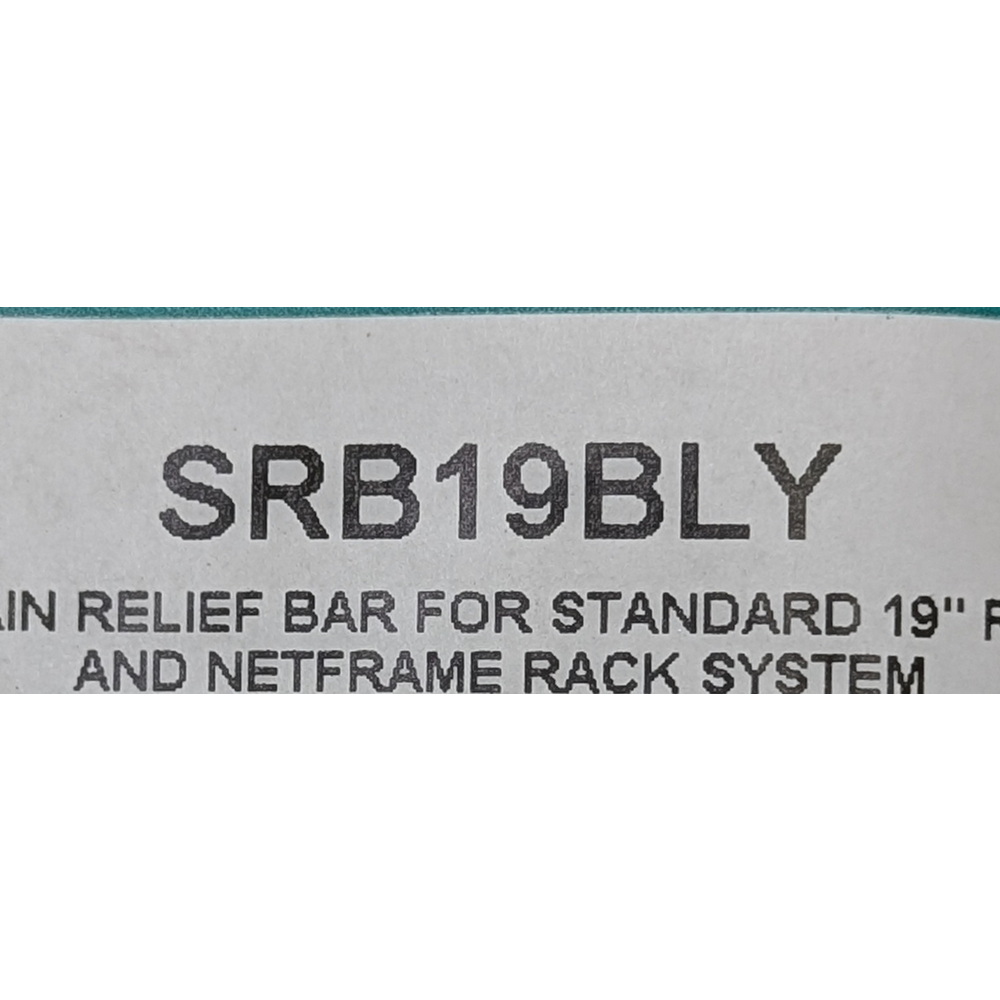 SRB19BLY
AIN RELIEF BAR FOR STANDARD 19"
AND NETFRAME RACK SYSTEM